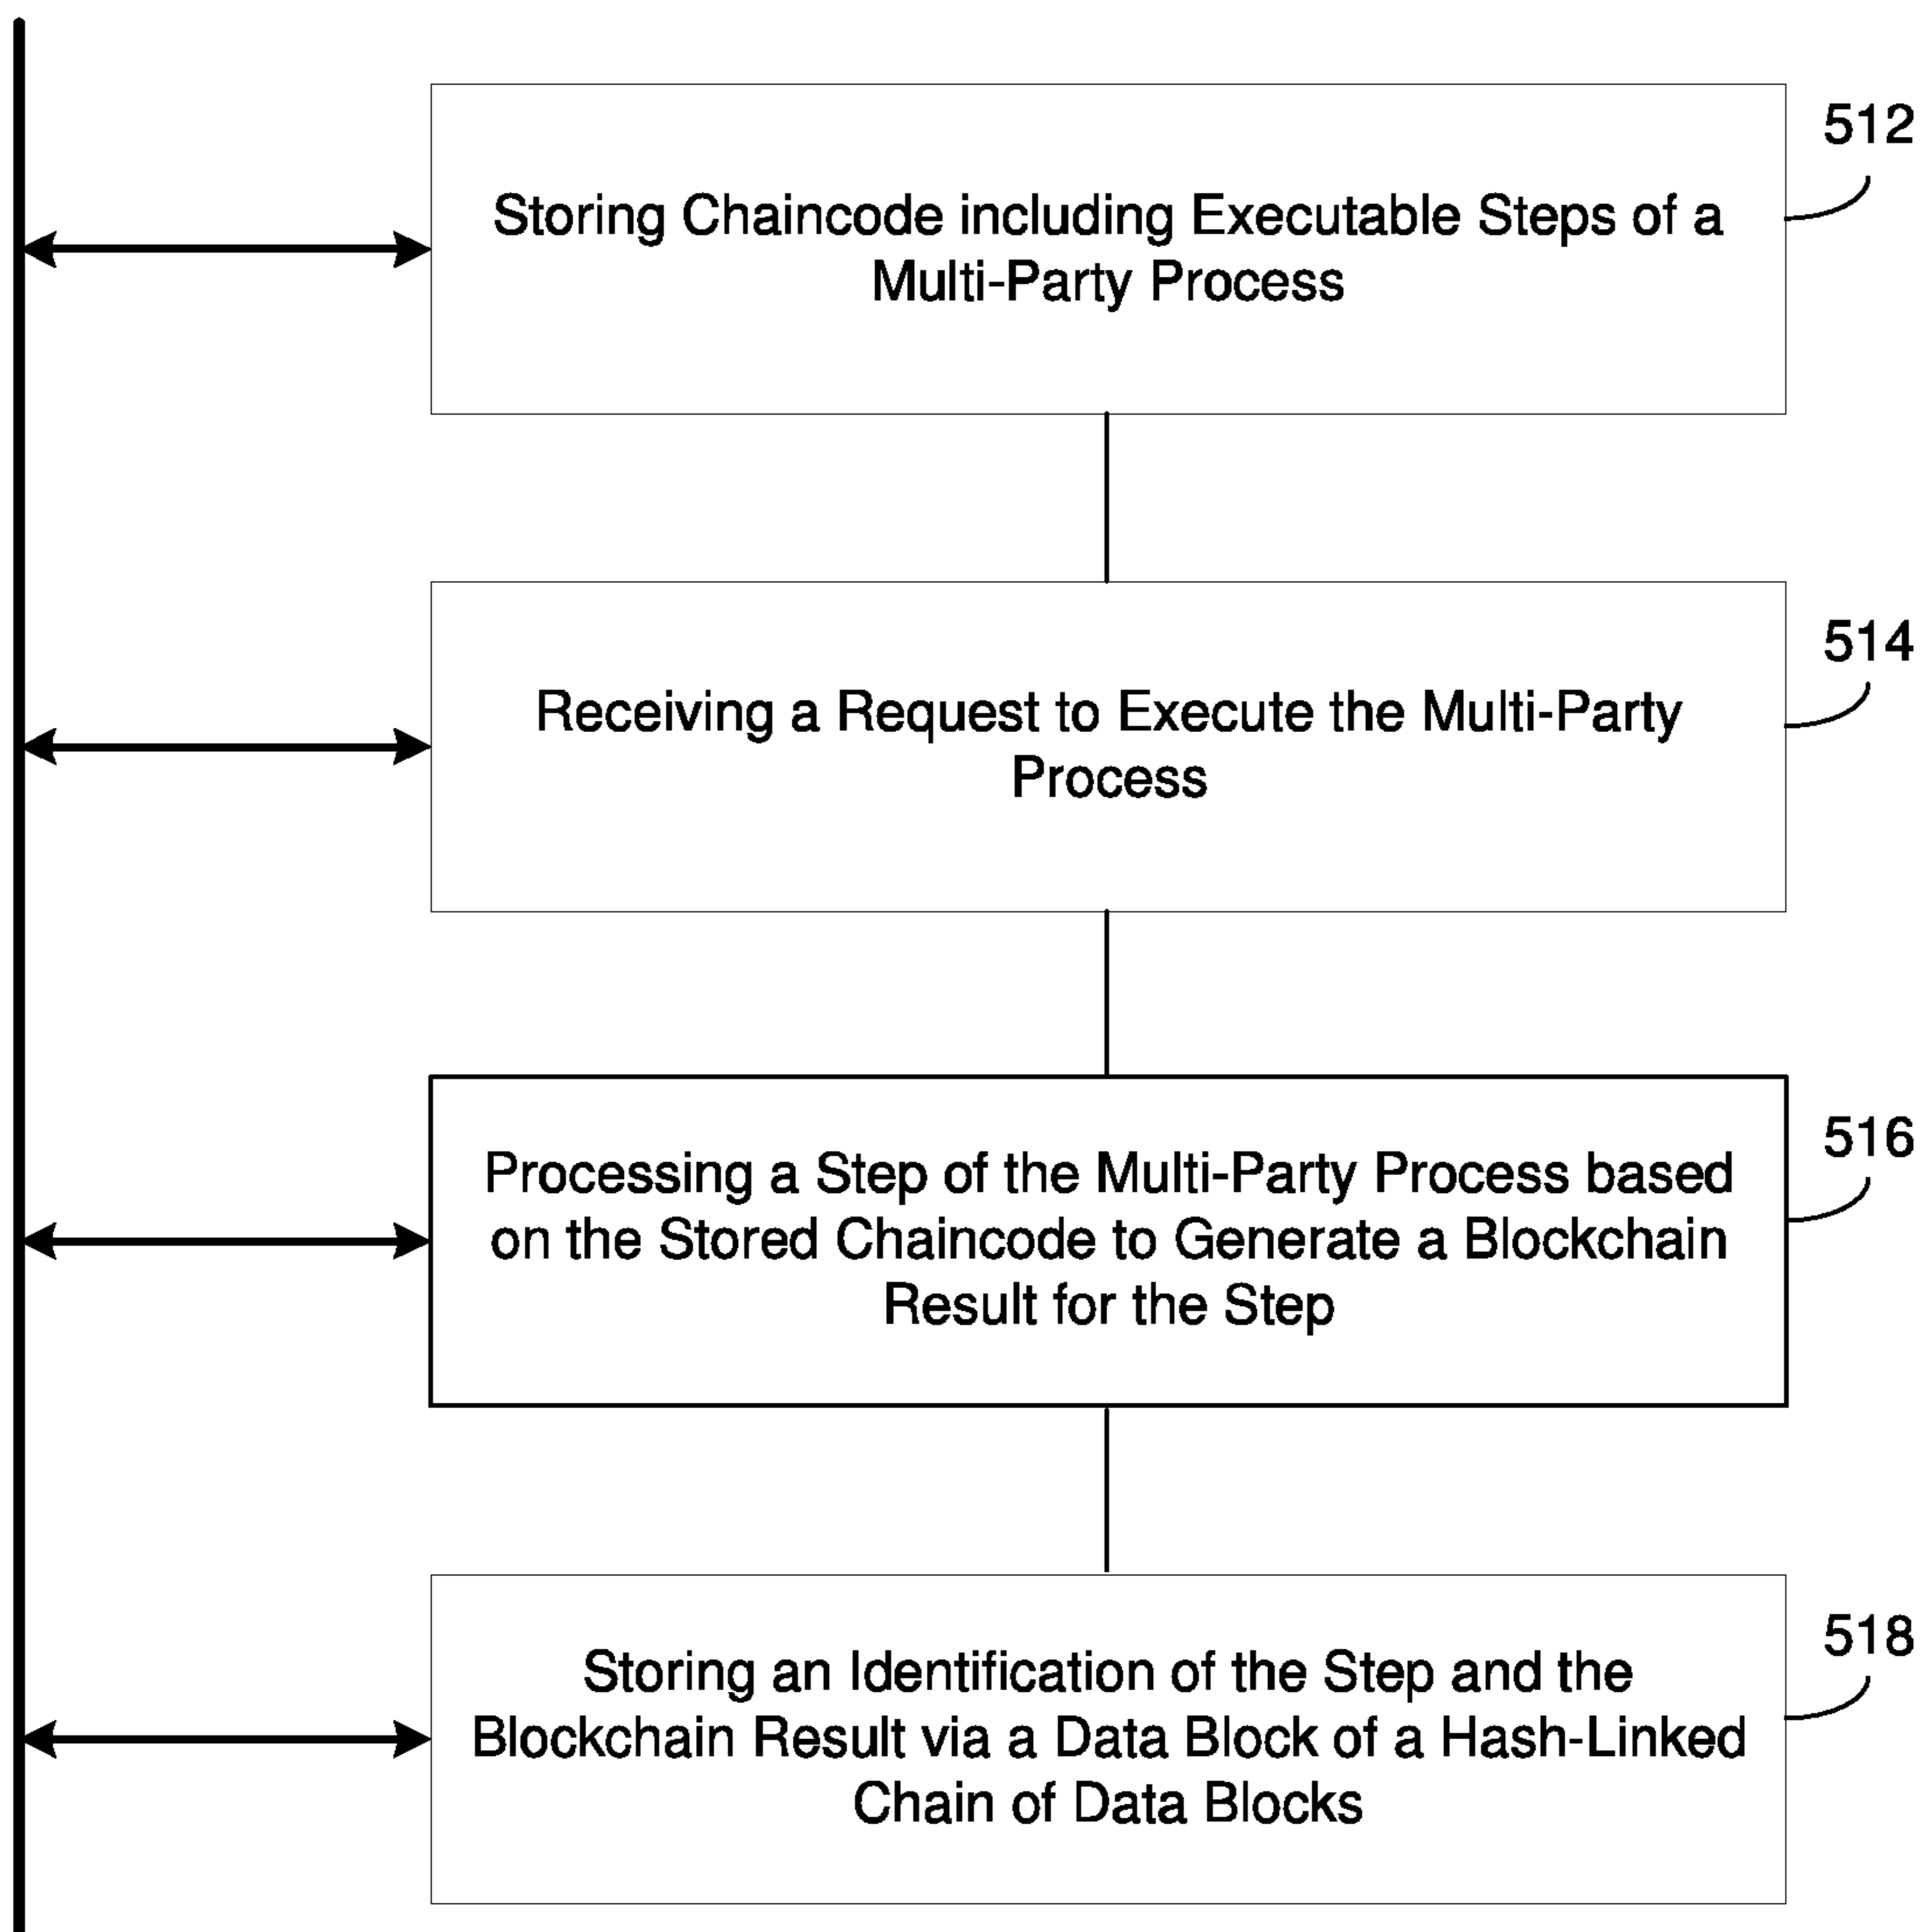 512
Storing Chaincode including Executable Steps of a
Multi-Party Process
514
Receiving a Request to Execute the Multi-Party
Process
516
Processing a Step of the Multi-Party Process based
on the Stored Chaincode to Generate a Blockchain
Result for the Step
518
Storing an Identification of the Step and the
Blockchain Result via a Data Block of a Hash-Linked
Chain of Data Blocks